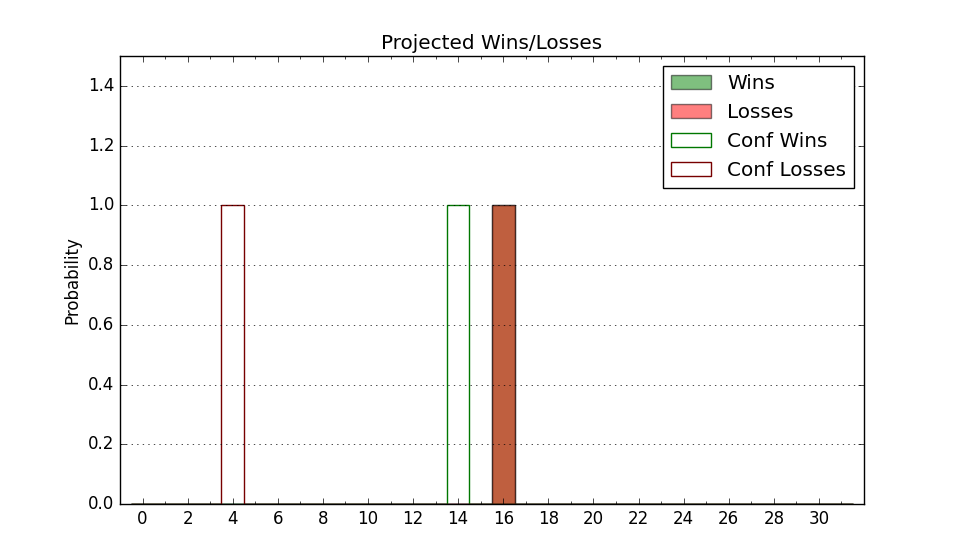 Projected Wins/Losses
Wins
Losses
Conf Wins
Conf Losses
Probability
1.4
1.2
1.0
0.8
0.6
0.4
0.2
0.0
0 2 4 6 8 10 12 14 16 18 20 22 24 26 28 30